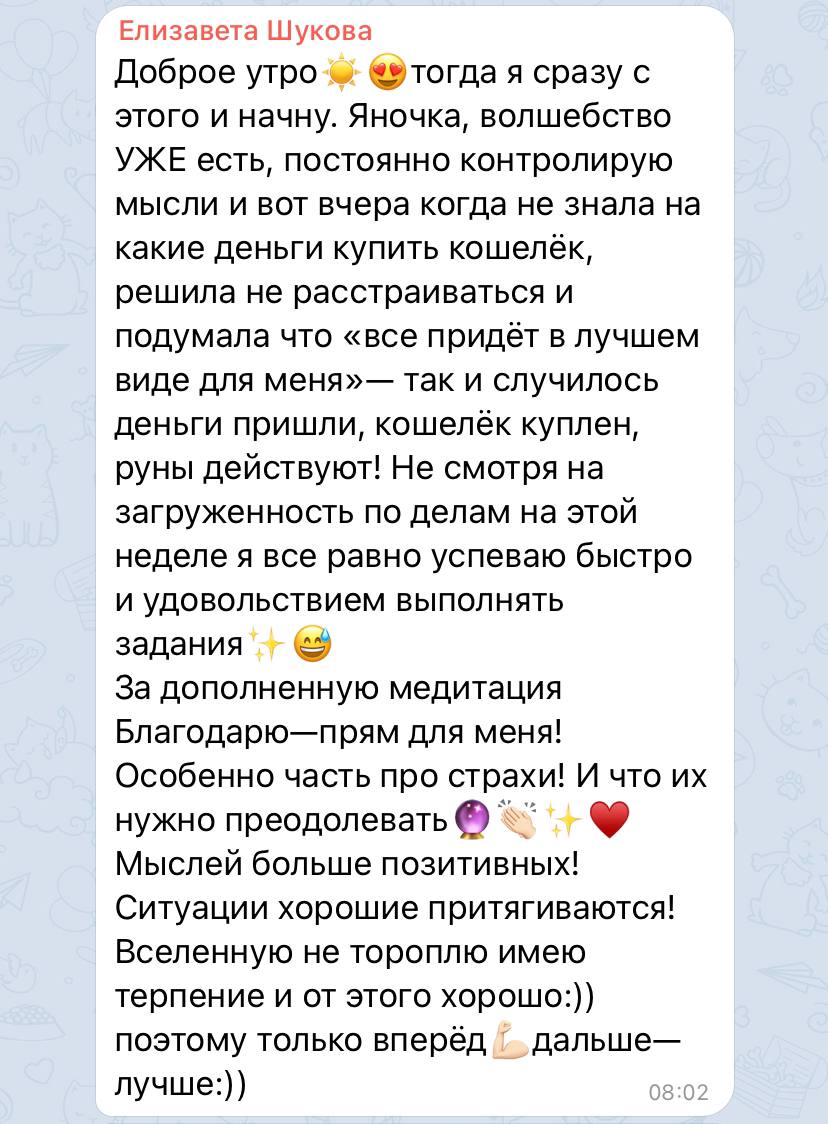 Елизавета Шукова
Доброе утро☀️😍тогда я сразу с
этого и начну. Яночка, волшебство
УЖЕ есть, постоянно контролирую
мысли и вот вчера когда не знала на
какие деньги купить кошелёк,
решила не расстраиваться и
подумала что «все придёт в лучшем
виде для меня»— так и случилось
деньги пришли, кошелёк куплен,
руны действуют! Не смотря на
загруженность по делам на этой
неделе я все равно успеваю быстро
и удовольствием выполнять
задания✨😅
За дополненную медитация
Благодарю—прям для меня!
Особенно часть про страхи! И что их
нужно преодолевать🔮👏🏻✨♥️
Мыслей больше позитивных!
Ситуации хорошие притягиваются!
Вселенную не тороплю имею
терпение и от этого хорошо:))
поэтому только вперёд💪🏻дальше—
лучше:))
08:02